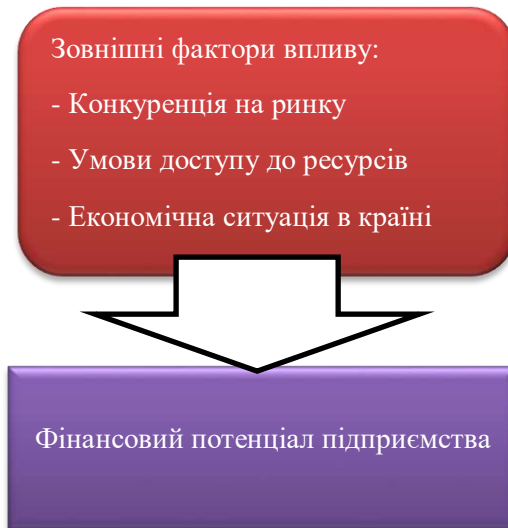 Зовнішні фактори впливу:
- Конкуренція на ринку
- Умови доступу до ресурсів
- Економічна ситуація в країні
Фінансовий потенціал підприємства